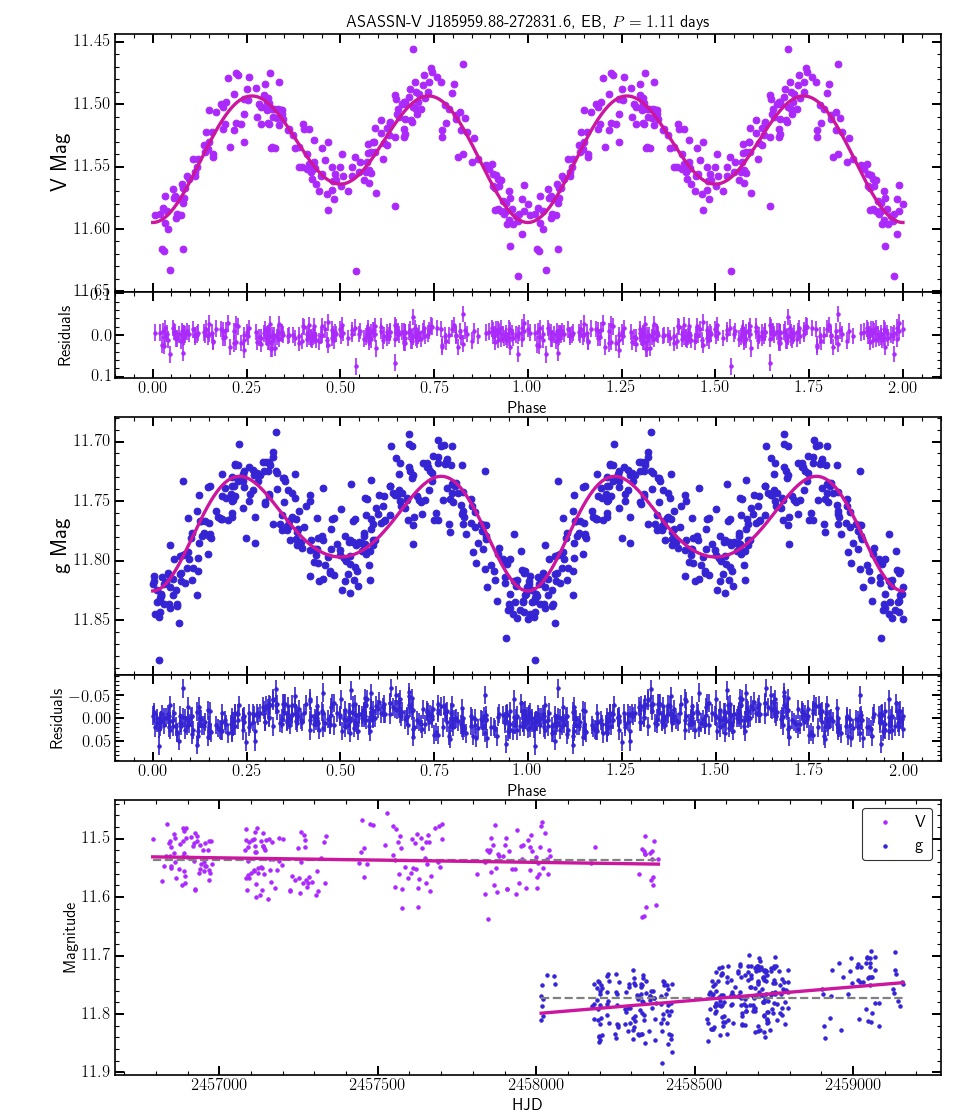 ASASSN-V J185959.88-272831.6, EB, P = 1.11 days
11.45
11.50
11.55
11.60
11.65
V Mag
0.1
0.0
0.1
Residuals
0.00 0.25 0.50 0.75 1.00 1.25 1.50 1.75 2.00
Phase
11.70
11.75
11.80
11.85
g Mag
−0.05
0.00
0.05
Residuals
0.00 0.25 0.50 0.75 1.00 1.25 1.50 1.75 2.00
Phase
V
g
11.5
11.6
11.7
11.8
11.9
Magnitude
2457000 2457500 2458000 2458500 2459000
HJD